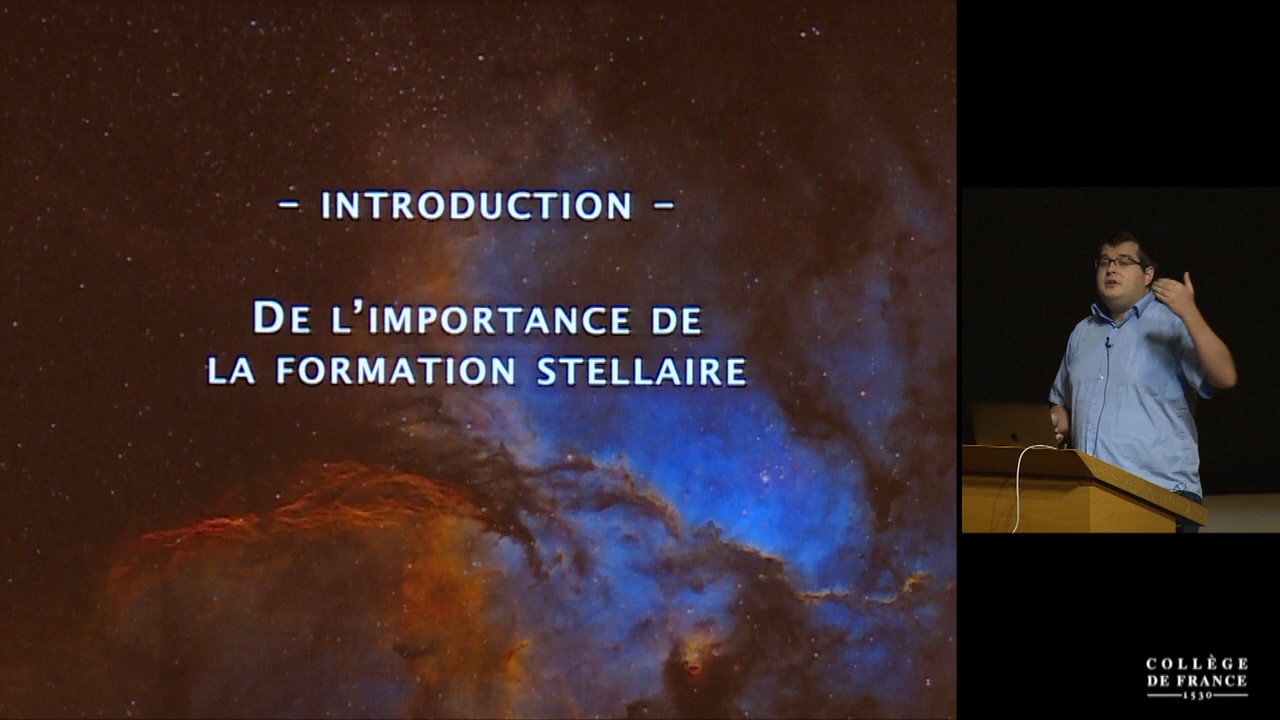 – INTRODUCTION –
DE L’IMPORTANCE DE
LA FORMATION STELLAIRE
COLLÈGE
DE FRANCE
1530